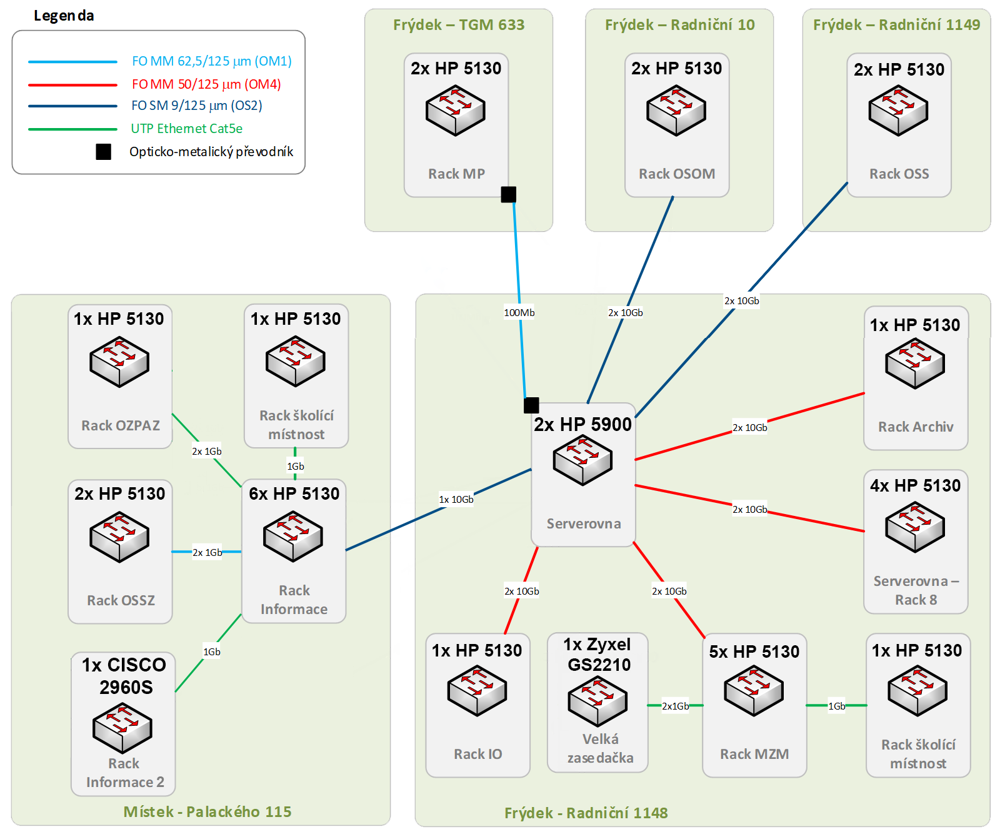 Legenda
FO MM 62,5/125 µm (OM1)
FO MM 50/125 µm (OM4)
FO SM 9/125 µm (OS2)
UTP Ethernet Cat5e
Opticko-metalický převodník
Frýdek – TGM 633
2x HP 5130
Rack MP
Frýdek – Radniční 10
2x HP 5130
Rack OSOM
Frýdek – Radniční 1149
2x HP 5130
Rack OSS
100Mb
2x 10Gb
2x 10Gb
1x HP 5130
Rack OZPAZ
1x HP 5130
Rack školící
místnost
2x 1Gb
1Gb
2x HP 5130
Rack OSSZ
2x 1Gb
6x HP 5130
Rack
Informace
1Gb
1x CISCO
2960S
Rack
Informace 2
Místek - Palackého 115
1x 10Gb
2x HP 5900
Serverovna
2x 10Gb
1x HP 5130
Rack Archiv
2x 10Gb
4x HP 5130
Serverovna –
Rack 8
2x 10Gb
2x 10Gb
1x HP 5130
Rack IO
1x Zyxel
GS2210
Velká
zasedačka
2x1Gb
5x HP 5130
Rack MZM
1Gb
1x HP 5130
Rack školící
místnost
Frýdek - Radniční 1148